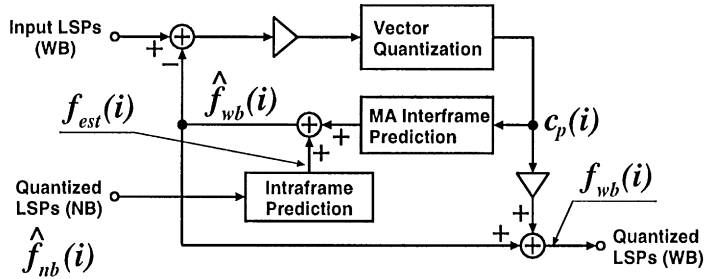 Input LSPs
(WB)
+
+
−
Vector
Quantization
f_est(i)
f̂_wb(i)
+
+
+
MA Interframe
Prediction
c_p(i)
Quantized
LSPs (NB)
Intraframe
Prediction
f_wb(i)
f̂_nb(i)
+
+
+
Quantized
LSPs (WB)